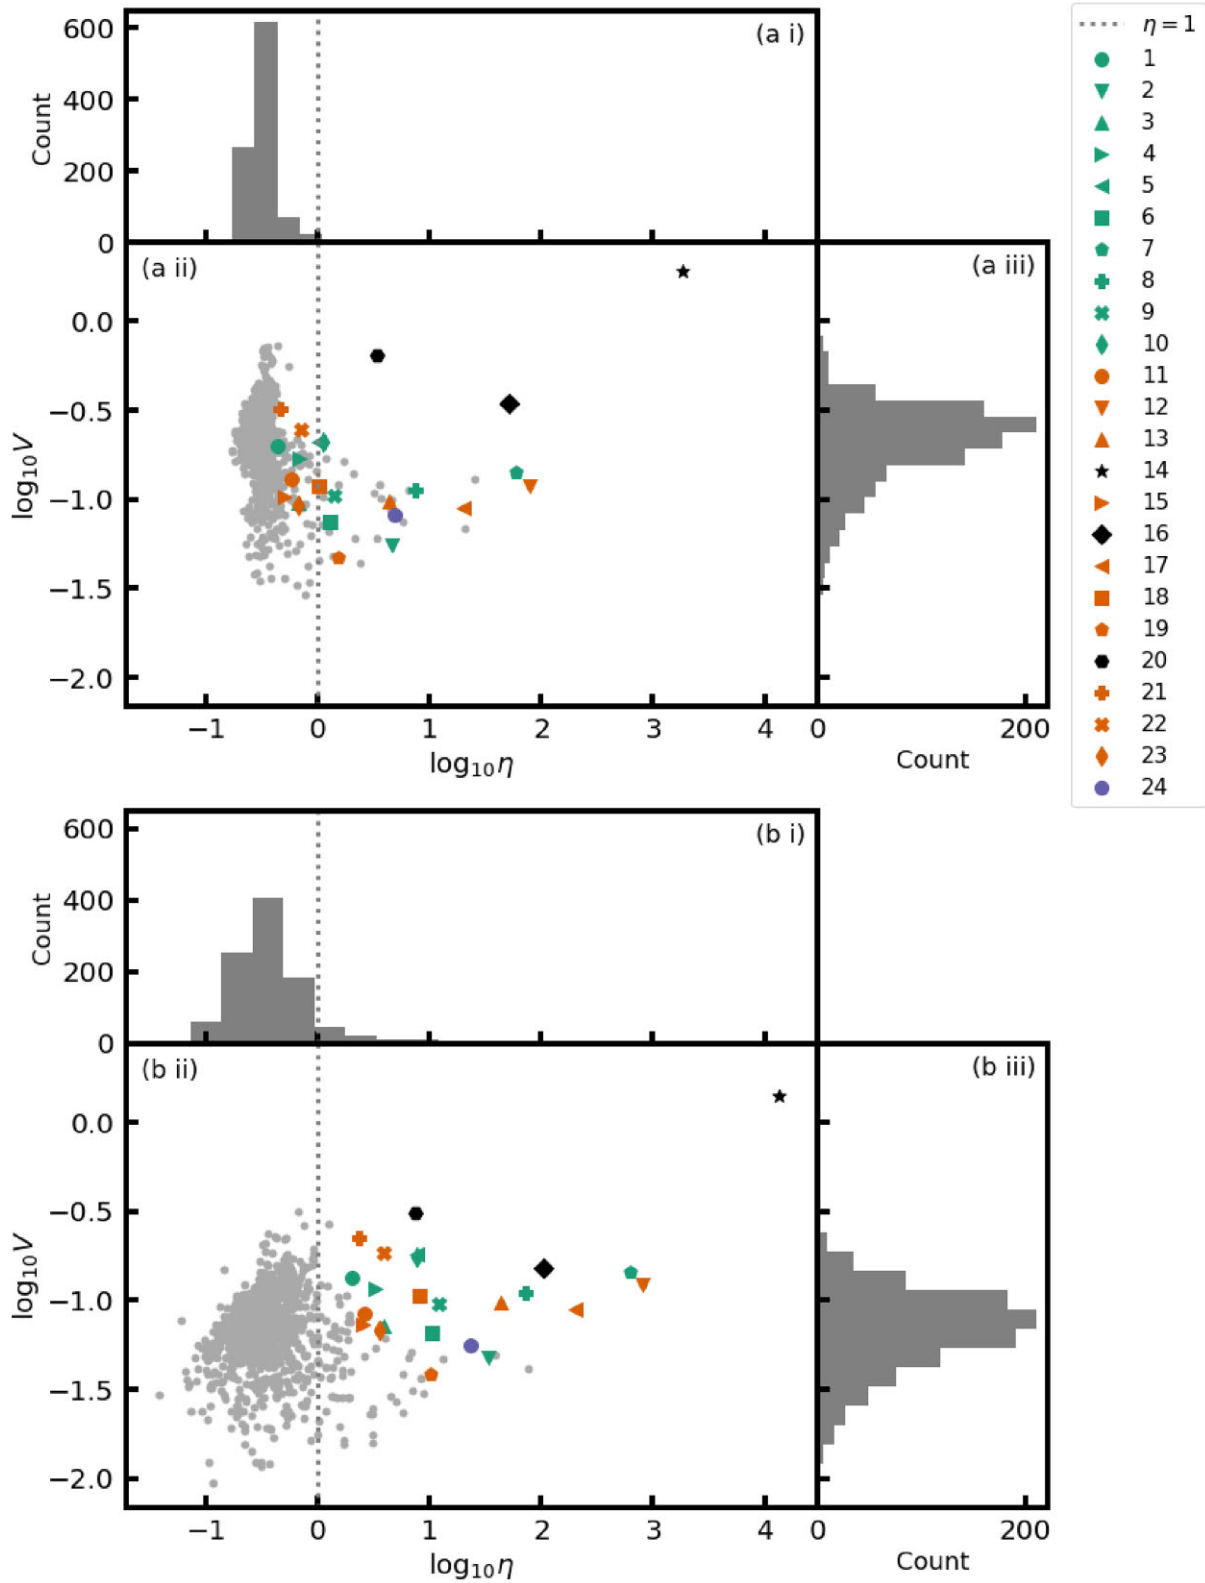 600
400
200
0
Count
(a i)
(a ii)
(a iii)
0.0
−0.5
−1.0
−1.5
−2.0
log₁₀V
−1 0 1 2 3 4
log₁₀η
0 200
Count
η = 1
1
2
3
4
5
6
7
8
9
10
11
12
13
14
15
16
17
18
19
20
21
22
23
24
600
400
200
0
Count
(b i)
(b ii)
(b iii)
0.0
−0.5
−1.0
−1.5
−2.0
log₁₀V
−1 0 1 2 3 4
log₁₀η
0 200
Count